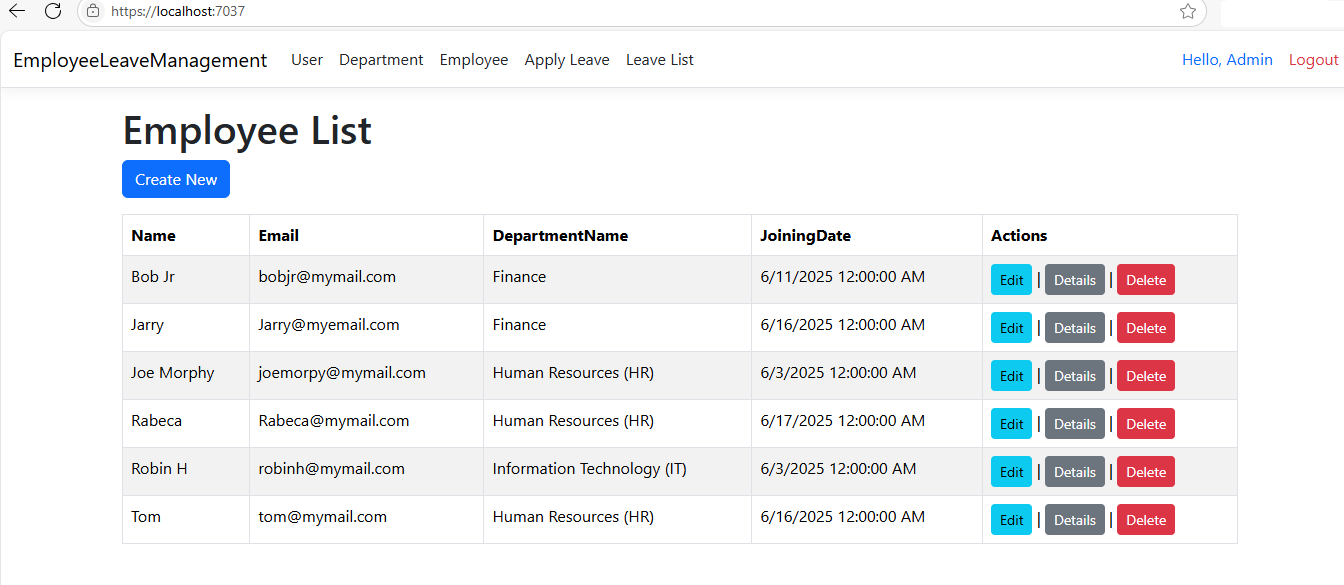 https://localhost:7037
EmployeeLeaveManagement User Department Employee Apply Leave Leave List Hello, Admin Logout
Employee List
Create New
Name Email DepartmentName JoiningDate Actions
Bob Jr bobjr@mymail.com Finance 6/11/2025 12:00:00 AM Edit | Details | Delete
Jarry Jarry@myemail.com Finance 6/16/2025 12:00:00 AM Edit | Details | Delete
Joe Morphy joemorpy@mymail.com Human Resources (HR) 6/3/2025 12:00:00 AM Edit | Details | Delete
Rabeca Rabeca@mymail.com Human Resources (HR) 6/17/2025 12:00:00 AM Edit | Details | Delete
Robin H robinh@mymail.com Information Technology (IT) 6/3/2025 12:00:00 AM Edit | Details | Delete
Tom tom@mymail.com Human Resources (HR) 6/16/2025 12:00:00 AM Edit | Details | Delete